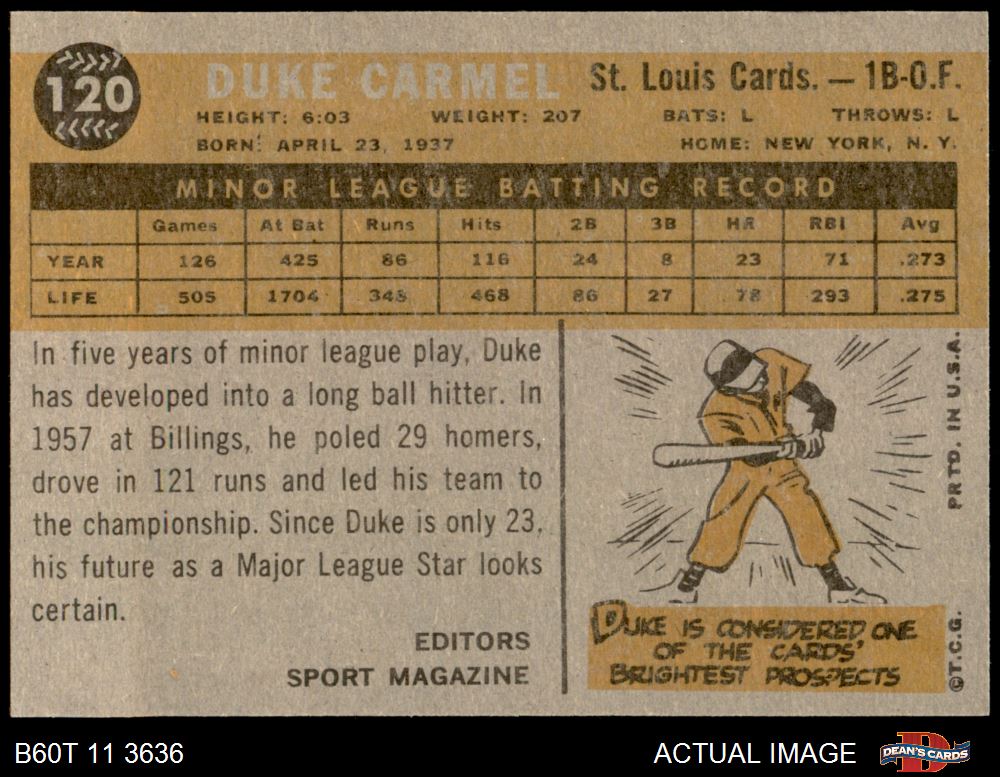 120
DUKE CARMEL St. Louis Cards. — 1B-O.F.
HEIGHT: 6:03 WEIGHT: 207 BATS: L THROWS: L
BORN: APRIL 23, 1937 HOME: NEW YORK, N. Y.
MINOR LEAGUE BATTING RECORD
Games At Bat Runs Hits 2B 3B HR RBI Avg
YEAR 126 425 86 116 24 8 23 71 .273
LIFE 505 1704 348 468 86 27 78 293 .275
In five years of minor league play, Duke
has developed into a long ball hitter. In
1957 at Billings, he poled 29 homers,
drove in 121 runs and led his team to
the championship. Since Duke is only 23,
his future as a Major League Star looks
certain.
EDITORS
SPORT MAGAZINE
DUKE IS CONSIDERED ONE
OF THE CARDS'
BRIGHTEST PROSPECTS
©T.C.G. PRTD. IN U.S.A.
B60T 11 3636 ACTUAL IMAGE DEAN'S CARDS